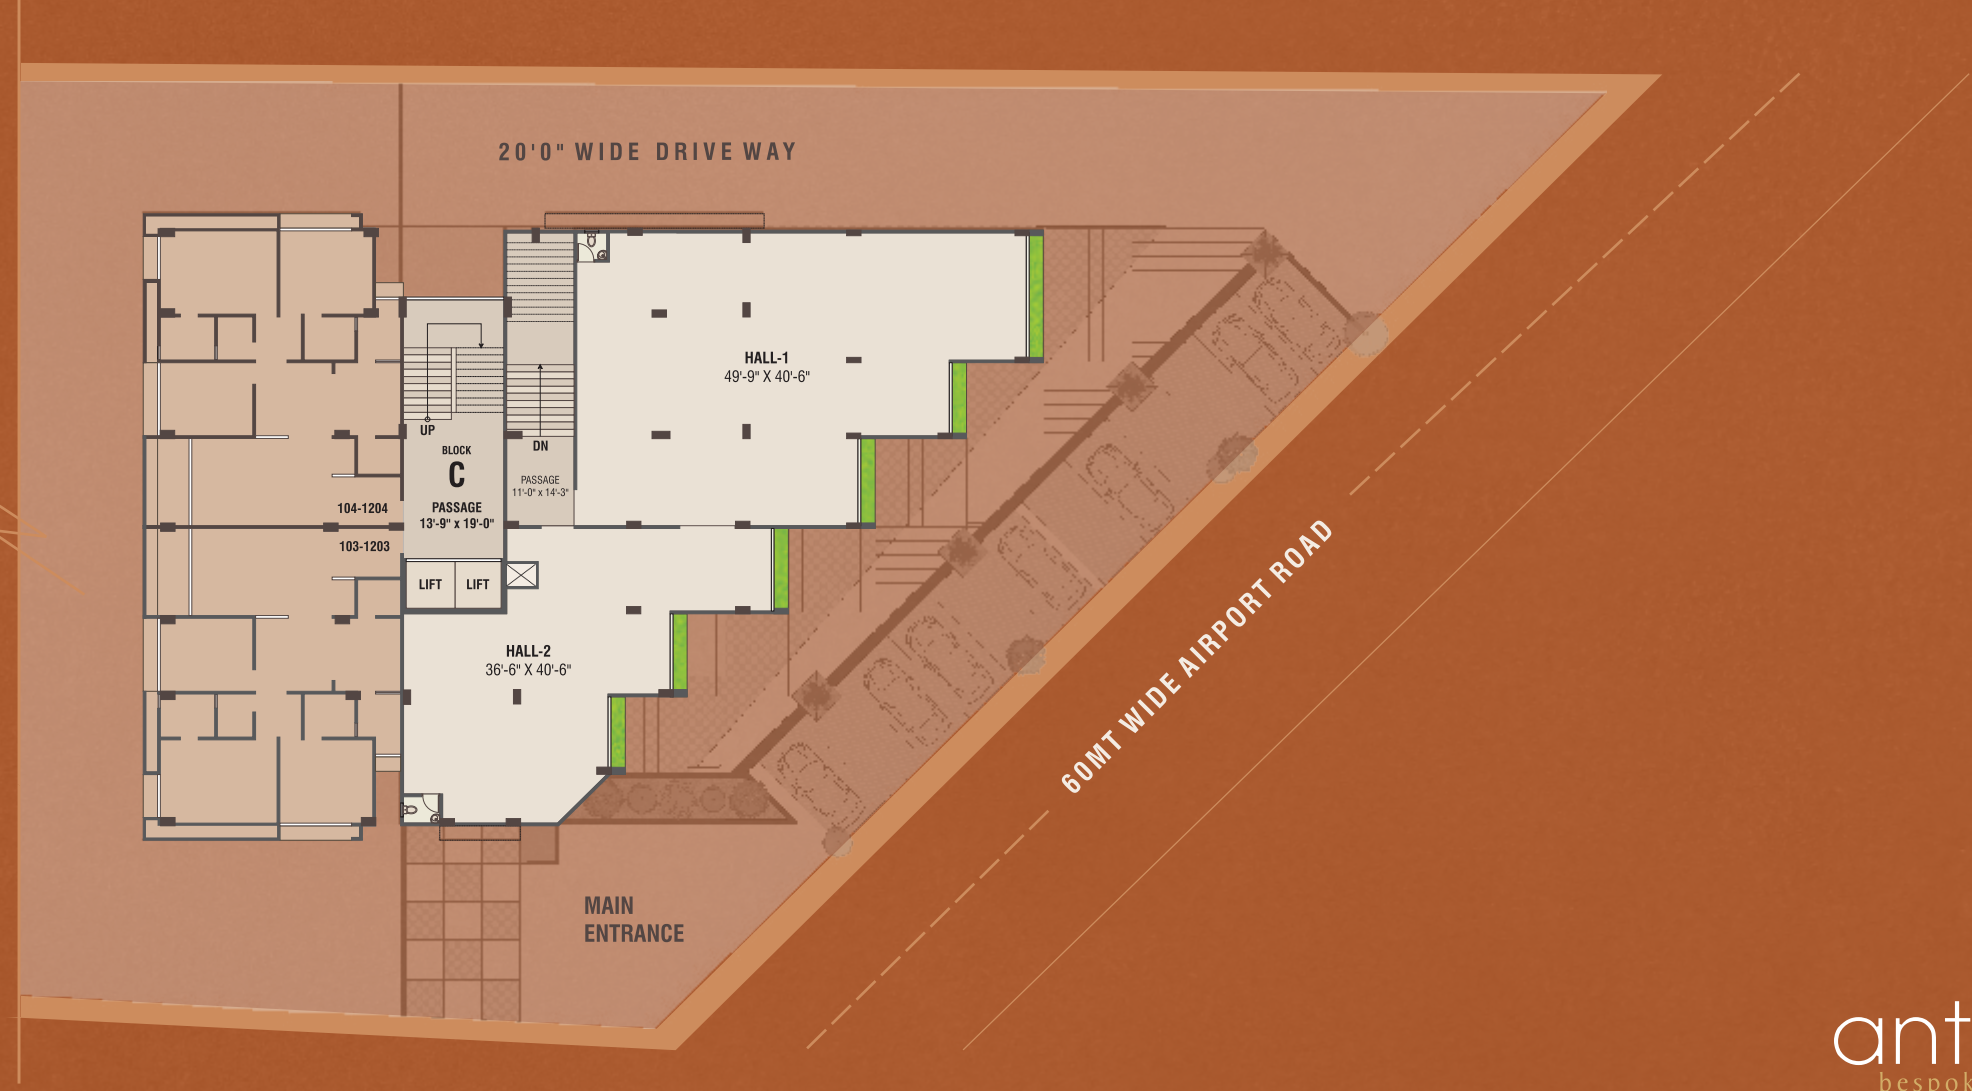 20'0" WIDE DRIVE WAY
HALL-1
49'-9" X 40'-6"
UP
DN
BLOCK
C
PASSAGE
13'-9" x 19'-0"
PASSAGE
11'-0" x 14'-3"
104-1204
103-1203
LIFT
LIFT
HALL-2
36'-6" X 40'-6"
60MT WIDE AIRPORT ROAD
MAIN
ENTRANCE
ant
bespok